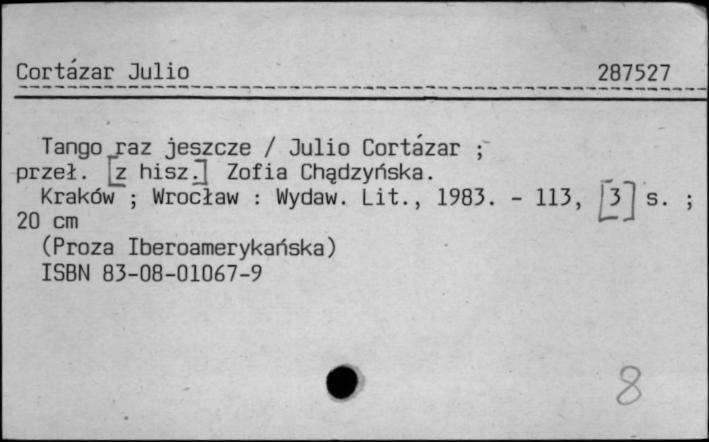 Cortázar Julio 287527
Tango raz jeszcze / Julio Cortázar ;
przeł. [z hisz.] Zofia Chądzyńska.
Kraków ; Wrocław : Wydaw. Lit., 1983. - 113, [3] s. ;
20 cm
(Proza Iberoamerykańska)
ISBN 83-08-01067-9
8